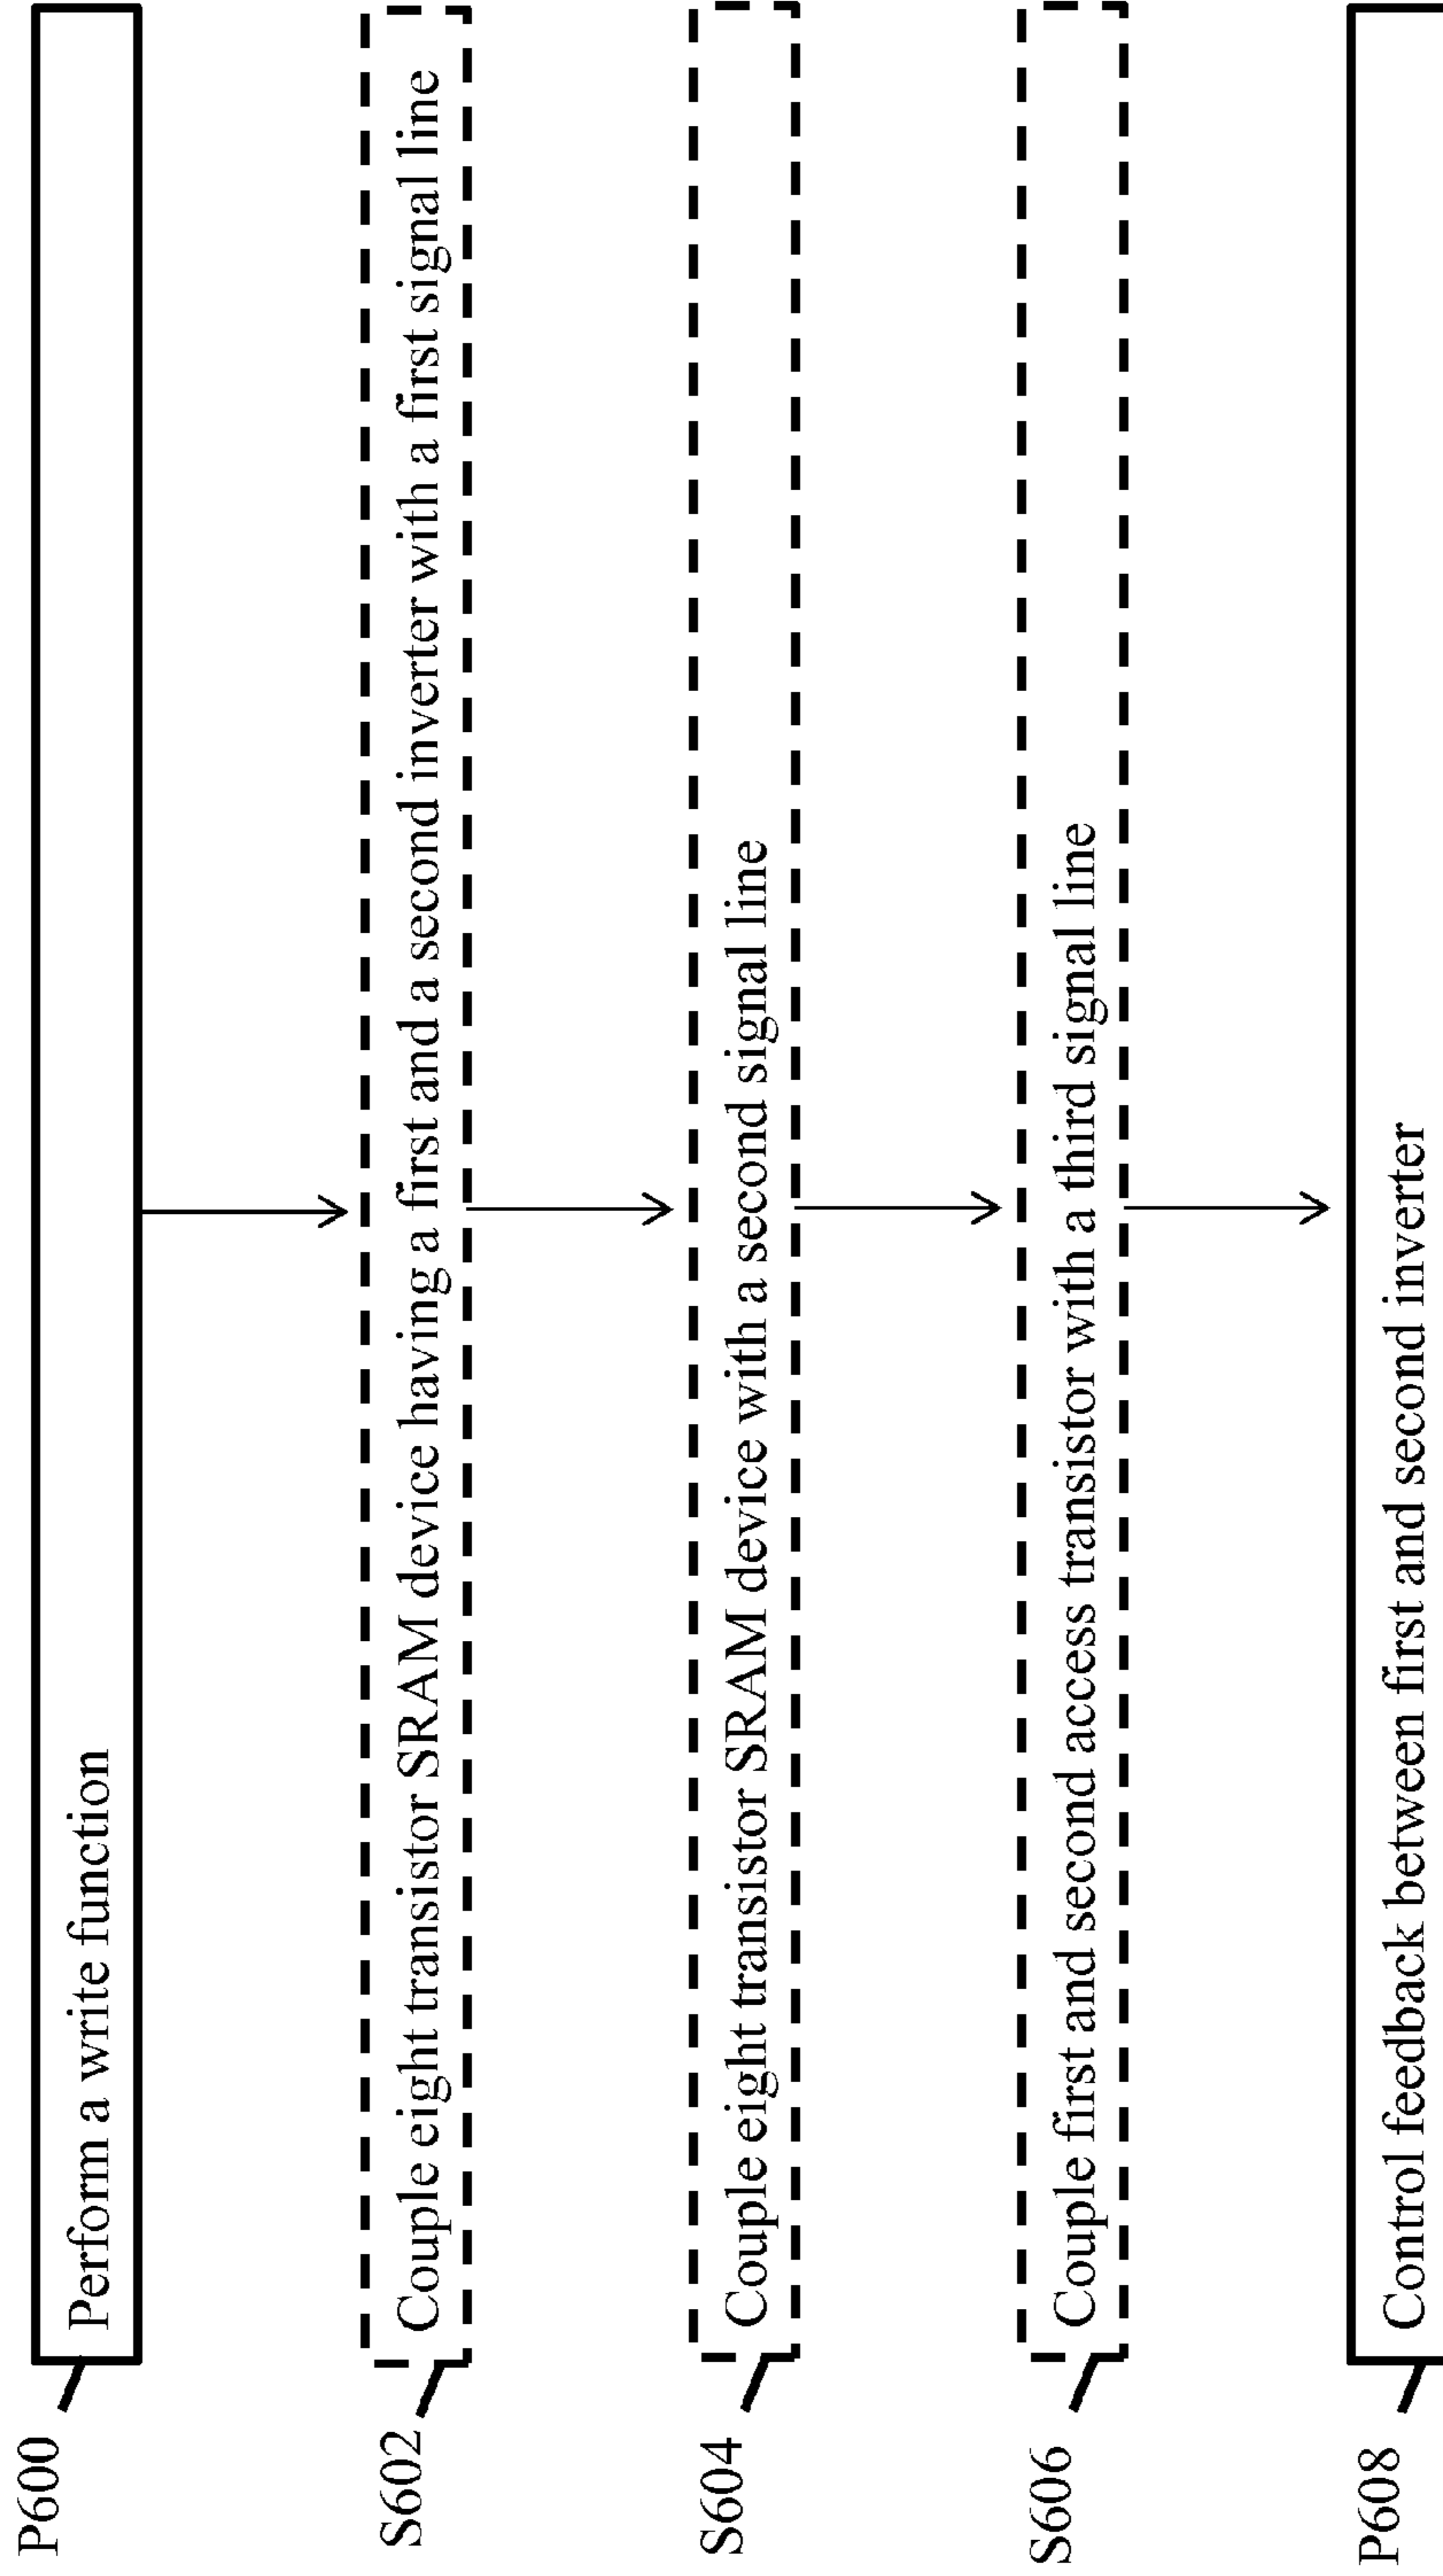 P600
Perform a write function
S602
Couple eight transistor SRAM device having a first and a second inverter with a first signal line
S604
Couple eight transistor SRAM device with a second signal line
S606
Couple first and second access transistor with a third signal line
P608
Control feedback between first and second inverter